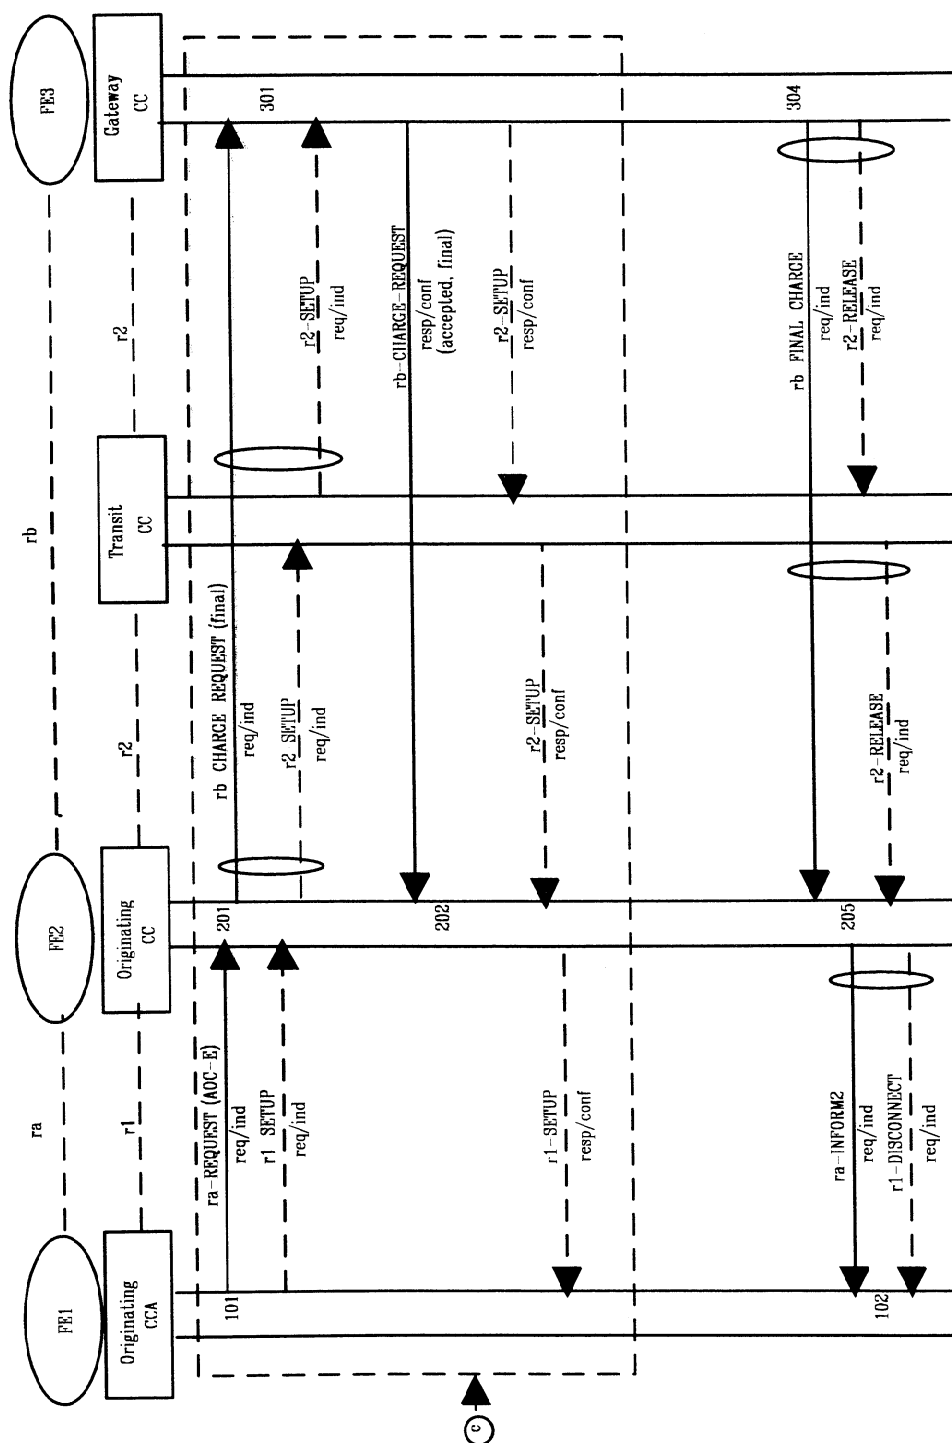 FE1
ra
FE2
rb
FE3
Originating
CCA
r1
Originating
CC
r2
Transit
CC
r2
Gateway
CC
101
ra-REQUEST (AOC-E)
req/ind
r1 SETUP
req/ind
201
rb CHARGE REQUEST (final)
req/ind
r2 SETUP
req/ind
r2-SETUP
req/ind
301
202
rb-CHARGE-REQUEST
resp/conf
(accepted, final)
r2-SETUP
resp/conf
r2-SETUP
resp/conf
r1-SETUP
resp/conf
c
304
rb FINAL CHARGE
req/ind
r2-RELEASE
req/ind
r2-RELEASE
req/ind
205
ra-INFORM2
req/ind
r1-DISCONNECT
req/ind
102